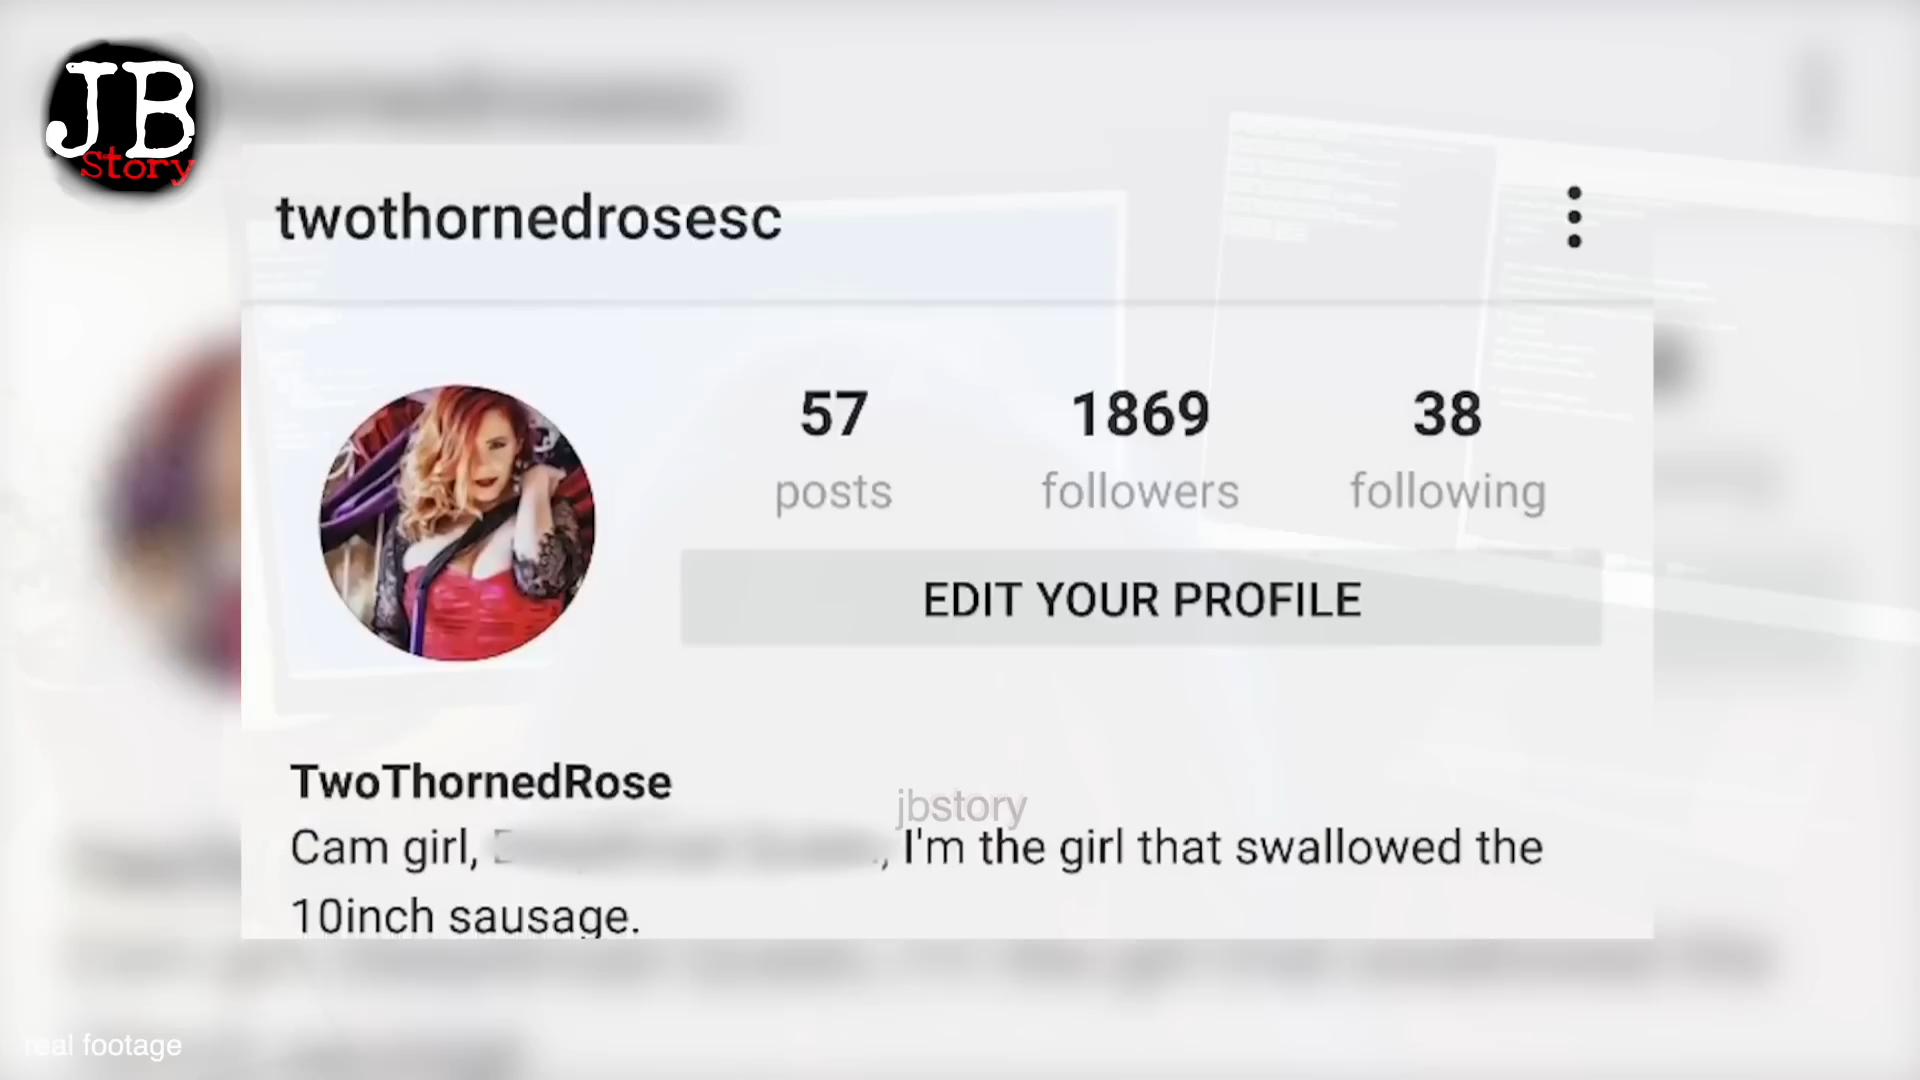 JB
Story
twothornedrosesc
57
1869
38
posts
followers
following
EDIT YOUR PROFILE
TwoThornedRose
jbstory
Cam girl, , I'm the girl that swallowed the
10inch sausage.
real footage